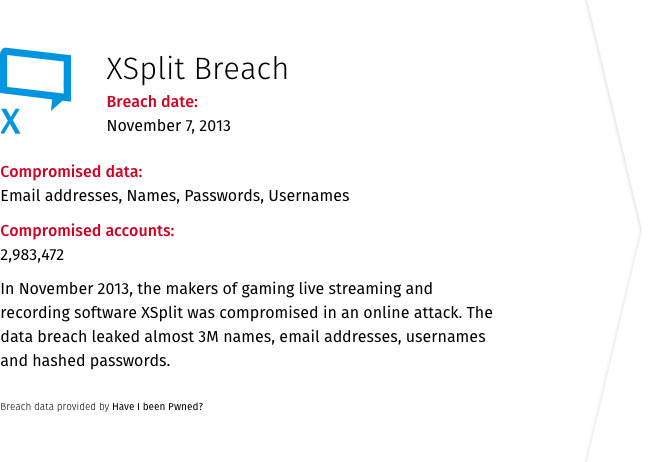 XSplit Breach
Breach date:
November 7, 2013
X
Compromised data:
Email addresses, Names, Passwords, Usernames
Compromised accounts:
2,983,472
In November 2013, the makers of gaming live streaming and
recording software XSplit was compromised in an online attack. The
data breach leaked almost 3M names, email addresses, usernames
and hashed passwords.
Breach data provided by Have I been Pwned?